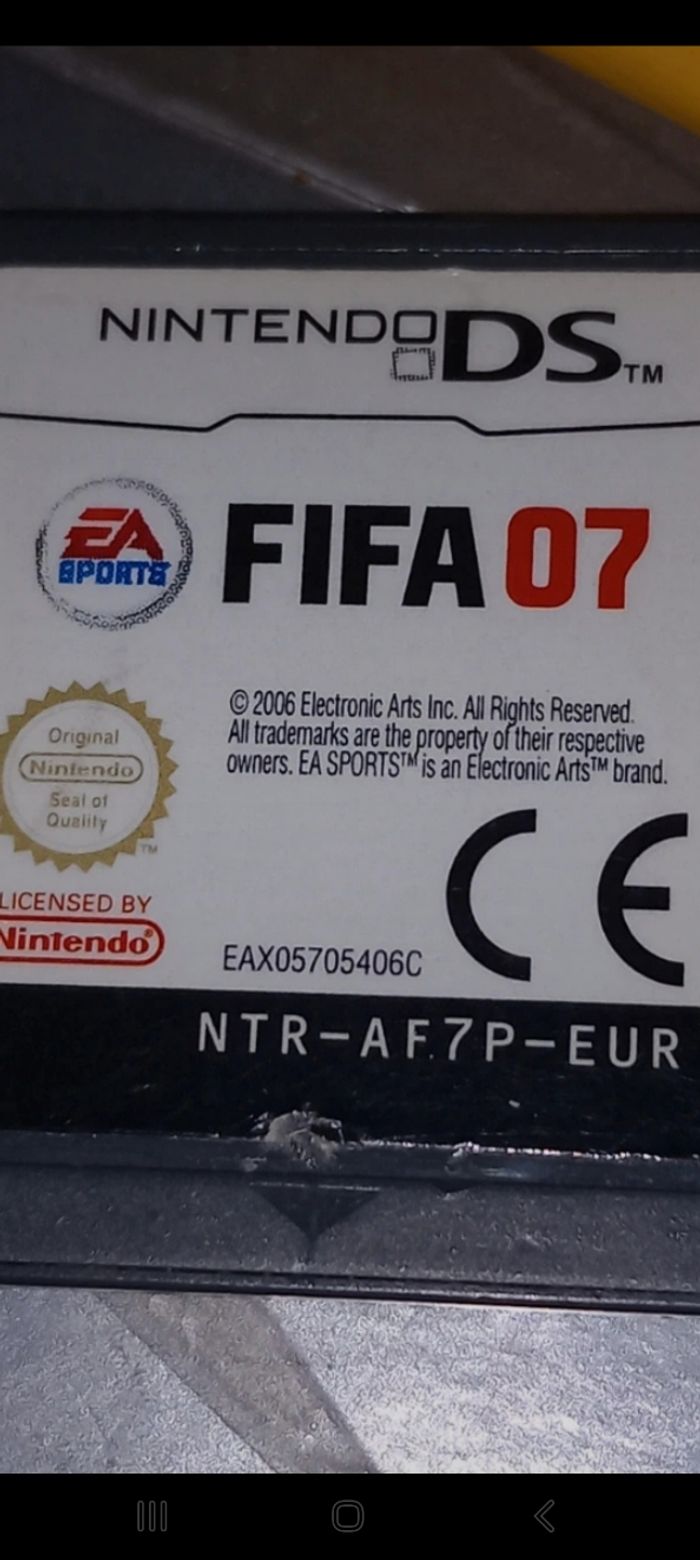 NINTENDO DS™
EA
SPORTS
FIFA 07
© 2006 Electronic Arts Inc. All Rights Reserved.
All trademarks are the property of their respective
owners. EA SPORTS™ is an Electronic Arts™ brand.
Original
Nintendo
Seal of
Quality
TM
LICENSED BY
Nintendo®
EAX05705406C
CE
NTR-AF7P-EUR